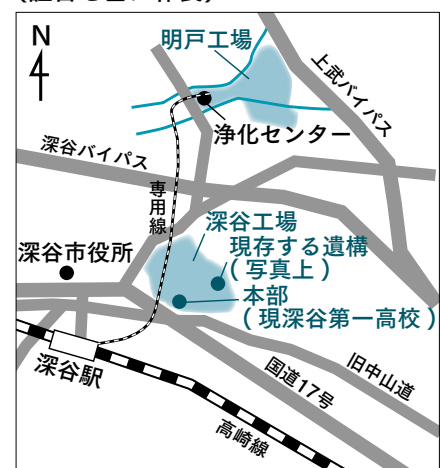 N
明戸工場
上武バイパス
浄化センター
深谷バイパス
専用線
深谷工場
現存する遺構
(写真上)
深谷市役所
本部
(現深谷第一高校)
深谷駅
国道17号
旧中山道
高崎線